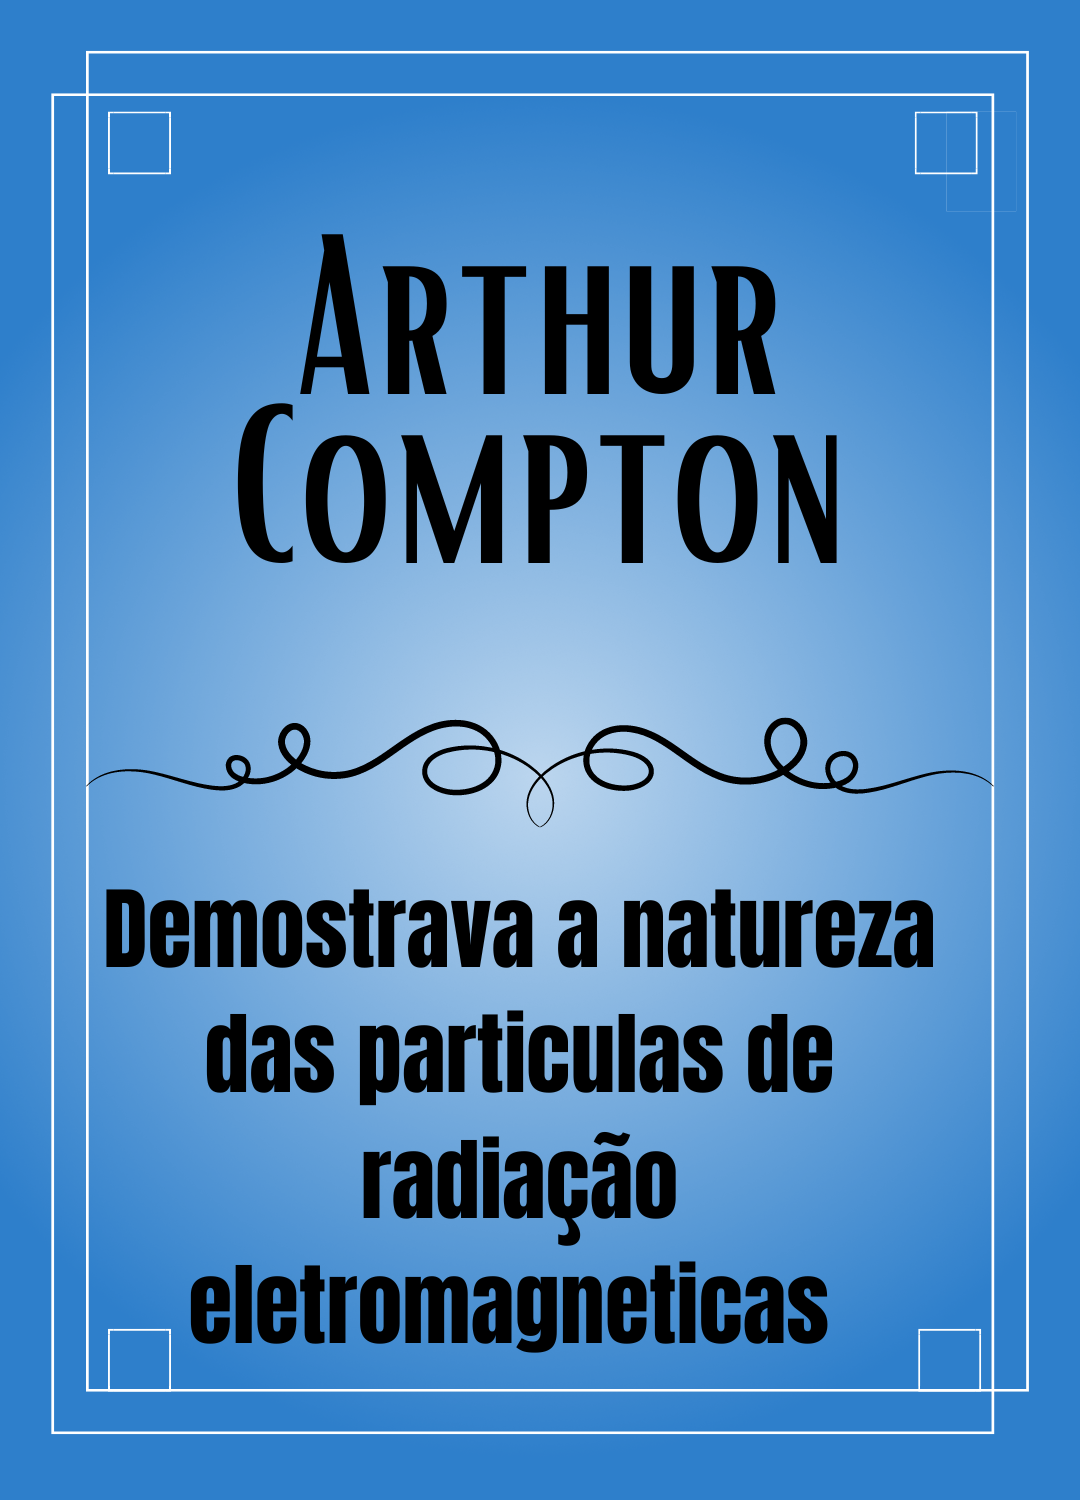 Arthur
Compton
Demostrava a natureza
das particulas de
radiação
eletromagneticas